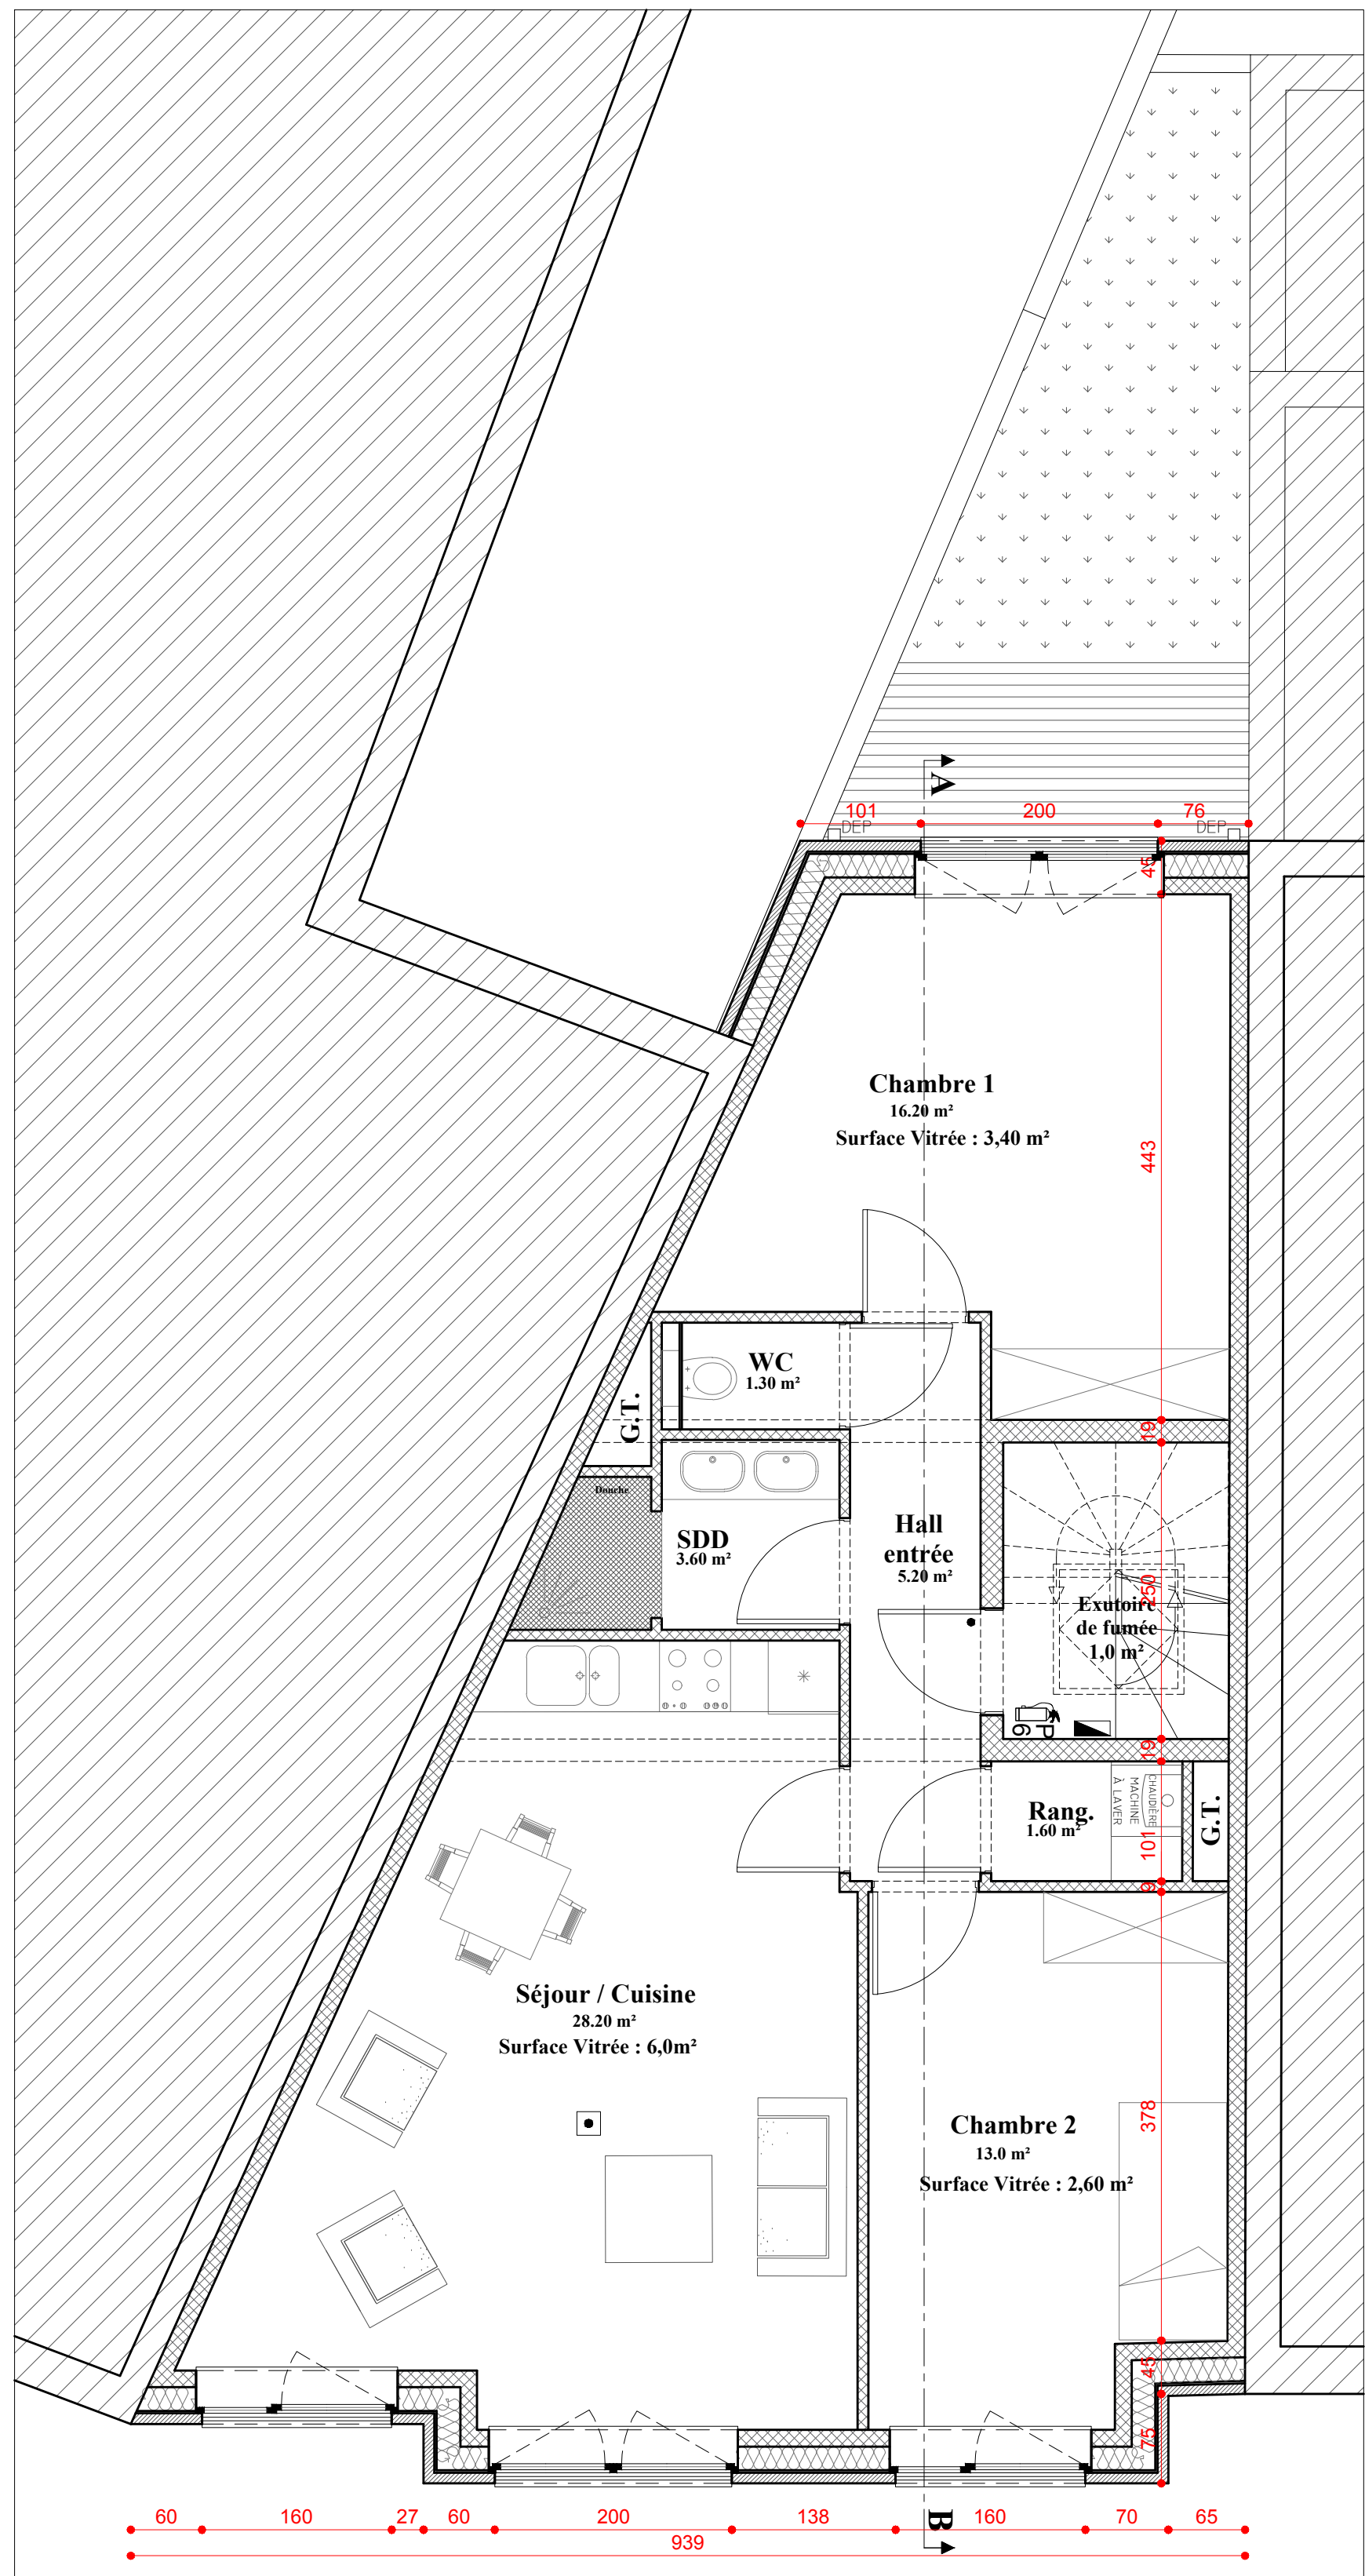 A
101
200
76
DEP
DEP
45
Chambre 1
16.20 m²
Surface Vitrée : 3,40 m²
443
WC
1.30 m²
G.T.
19
Douche
SDD
3.60 m²
Hall
entrée
5.20 m²
250
Exutoire
de fumée
1,0 m²
P
6
19
Rang.
1.60 m²
CHAUDIÈRE
MACHINE
À LAVER
G.T.
101
9
Séjour / Cuisine
28.20 m²
Surface Vitrée : 6,0m²
Chambre 2
13.0 m²
Surface Vitrée : 2,60 m²
378
45
75
60
160
27
60
200
138
B
160
70
65
939